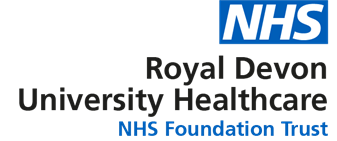 NHS
Royal Devon
University Healthcare
NHS Foundation Trust